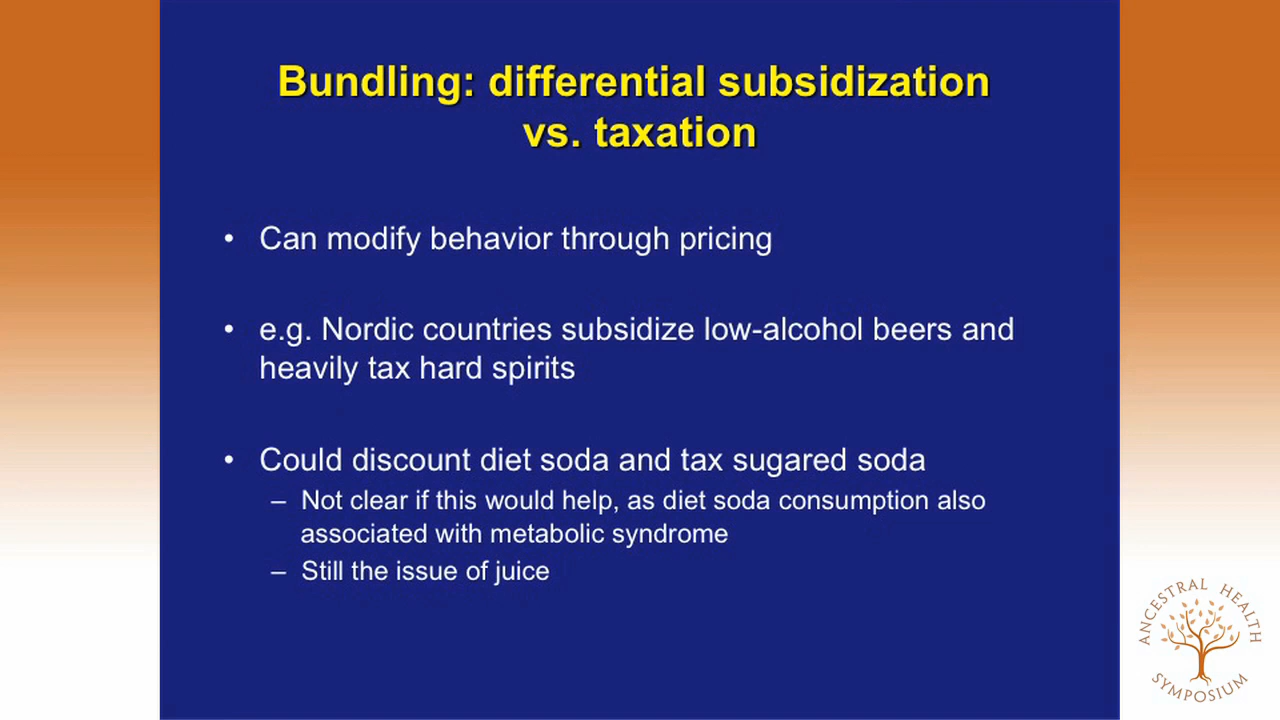 Bundling: differential subsidization
vs. taxation
• Can modify behavior through pricing
• e.g. Nordic countries subsidize low-alcohol beers and
heavily tax hard spirits
• Could discount diet soda and tax sugared soda
– Not clear if this would help, as diet soda consumption also
associated with metabolic syndrome
– Still the issue of juice
ANCESTRAL HEALTH
SYMPOSIUM